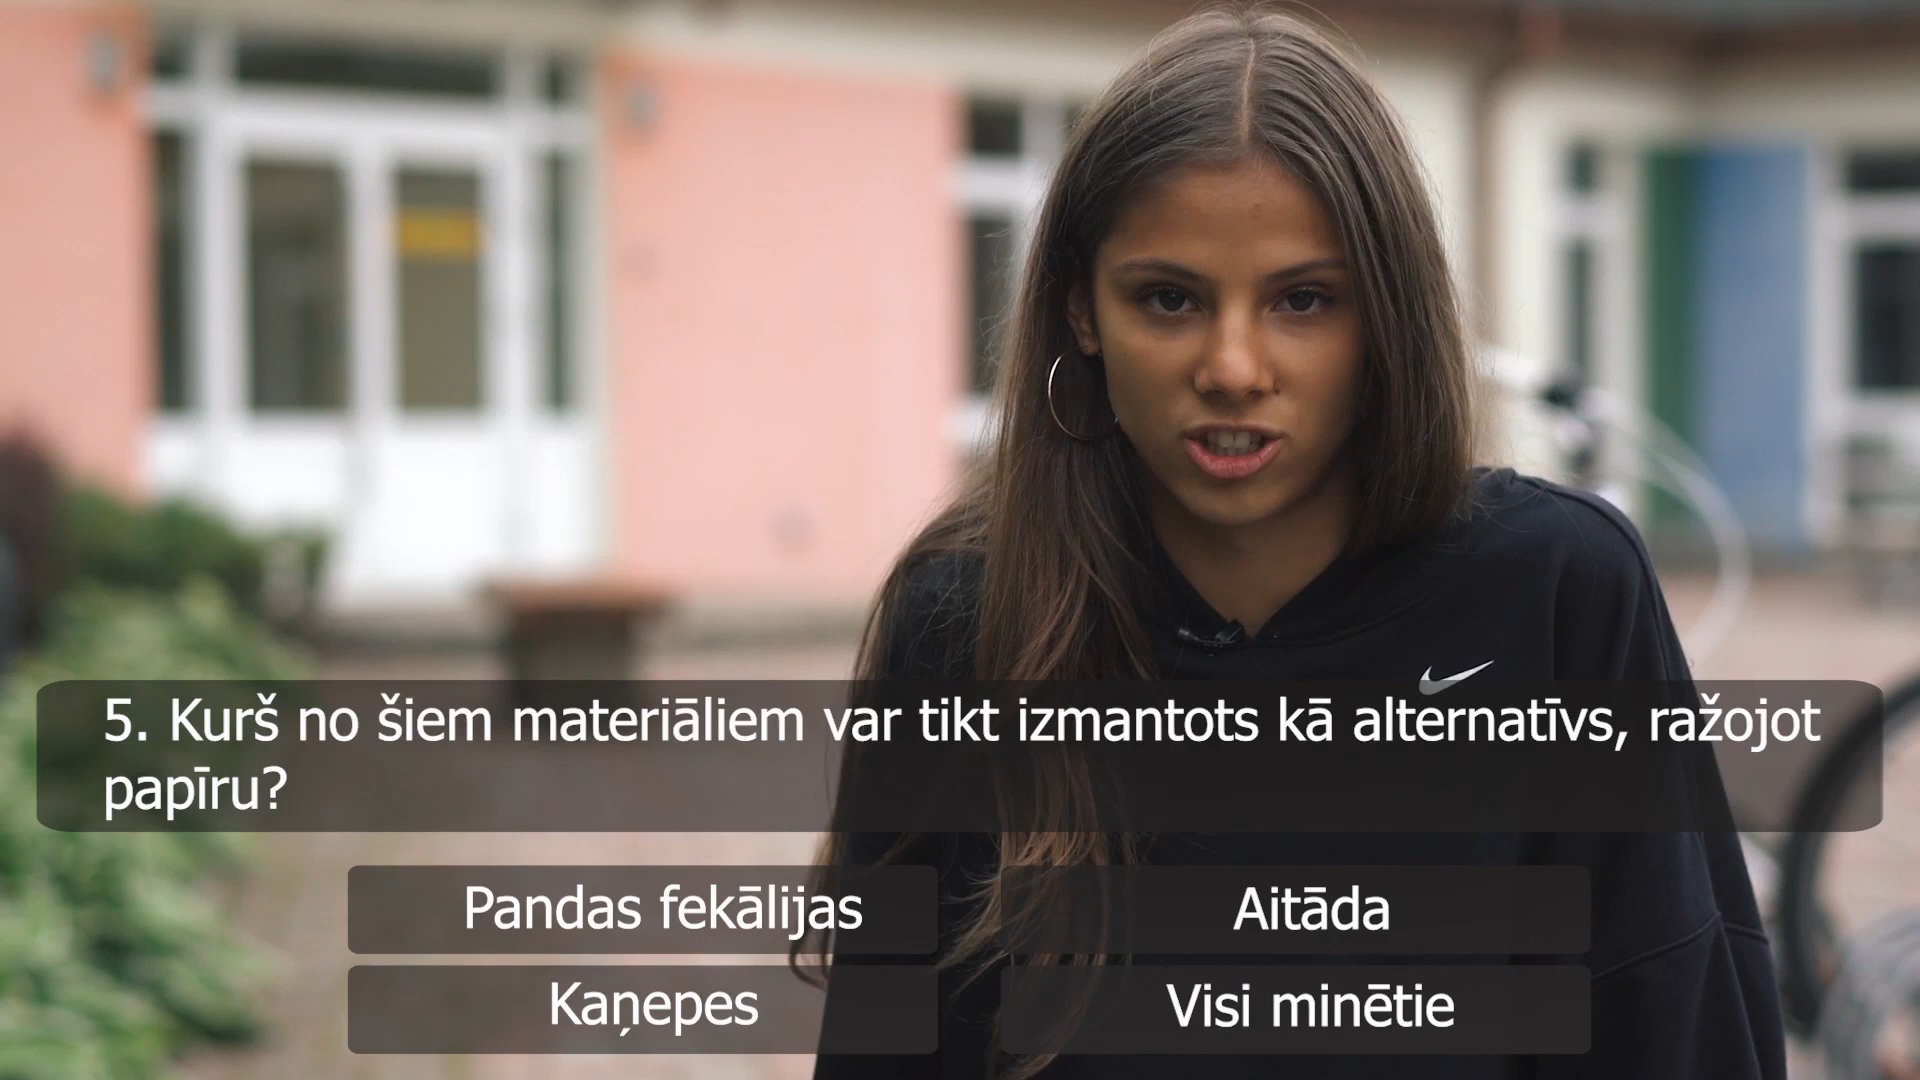 5. Kurš no šiem materiāliem var tikt izmantots kā alternatīvs, ražojot
papīru?
Pandas fekālijas
Aitāda
Kaņepes
Visi minētie